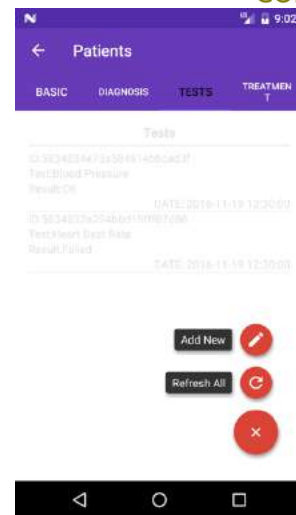 9:02
Patients
BASIC
DIAGNOSIS
TESTS
TREATMEN
T
Tests
Test:Blood Pressure
Result:OK
DATE: 2016-11-19 12:30:00
Test:Heart Beat Rate
Result:Failed
DATE: 2016-11-19 12:30:00
Add New
Refresh All